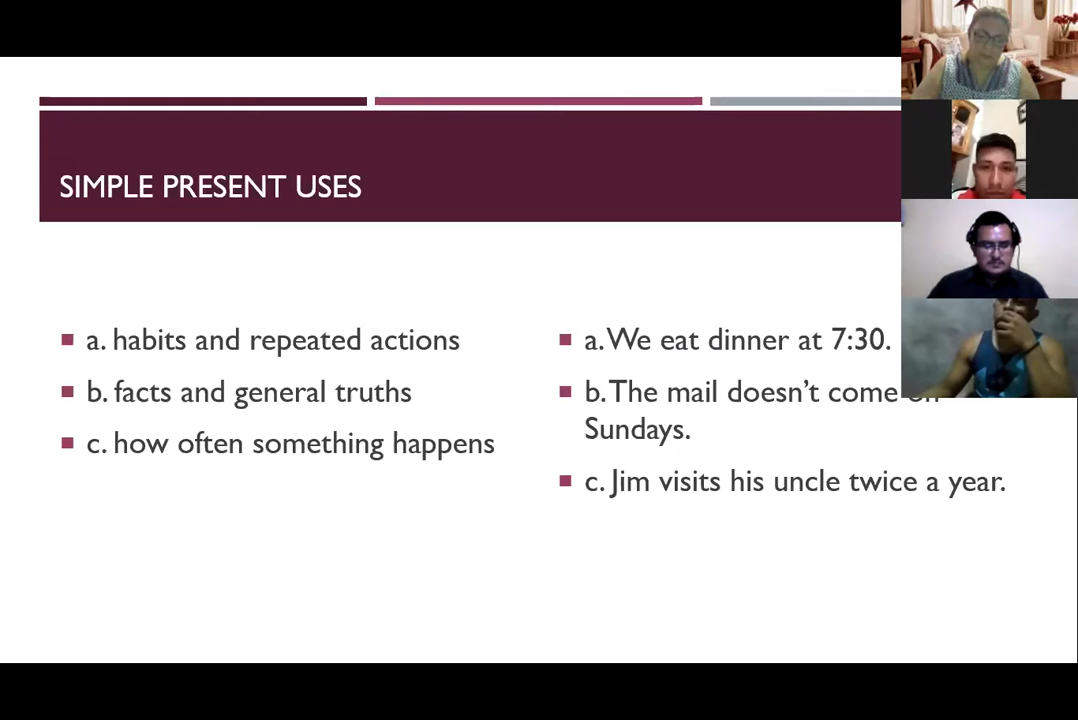 SIMPLE PRESENT USES
a. habits and repeated actions
b. facts and general truths
c. how often something happens
a. We eat dinner at 7:30.
b. The mail doesn't come on
Sundays.
c. Jim visits his uncle twice a year.